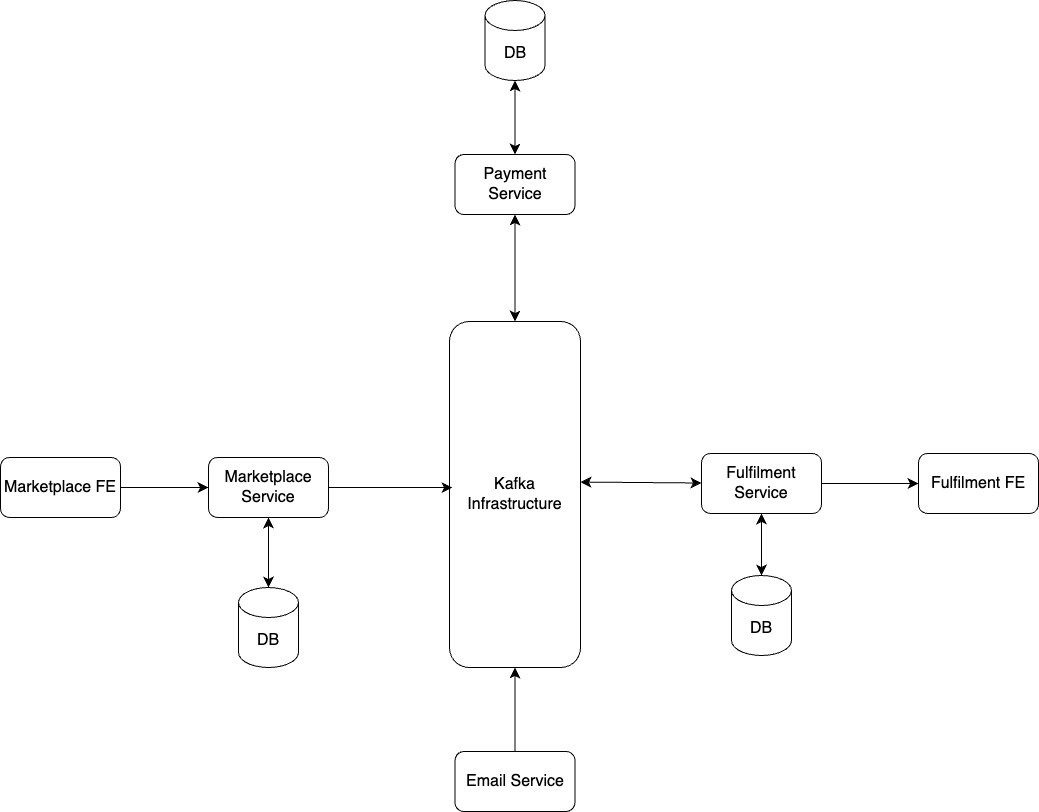 DB
Payment
Service
Marketplace FE
Marketplace
Service
Kafka
Infrastructure
Fulfilment
Service
Fulfilment FE
DB
DB
Email Service